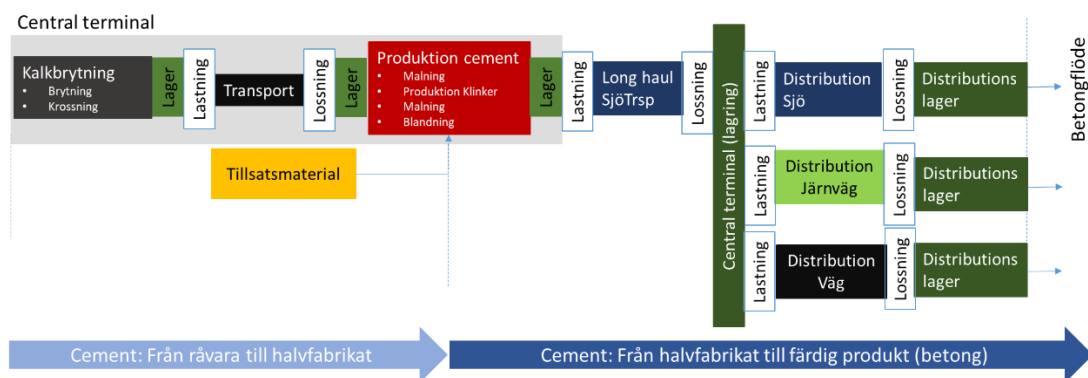 Central terminal
Kalkbrytning
• Brytning
• Krossning
Lager
Lastning
Transport
Lossning
Lager
Produktion cement
• Malning
• Produktion Klinker
• Malning
• Blandning
Lager
Lastning
Long haul
SjöTrsp
Lossning
Central terminal (lagring)
Lastning
Distribution
Sjö
Lossning
Distributions
lager
Betongflöde
Tillsatsmaterial
Lastning
Distribution
Järnväg
Lossning
Distributions
lager
Lastning
Distribution
Väg
Lossning
Distributions
lager
Cement: Från råvara till halvfabrikat
Cement: Från halvfabrikat till färdig produkt (betong)